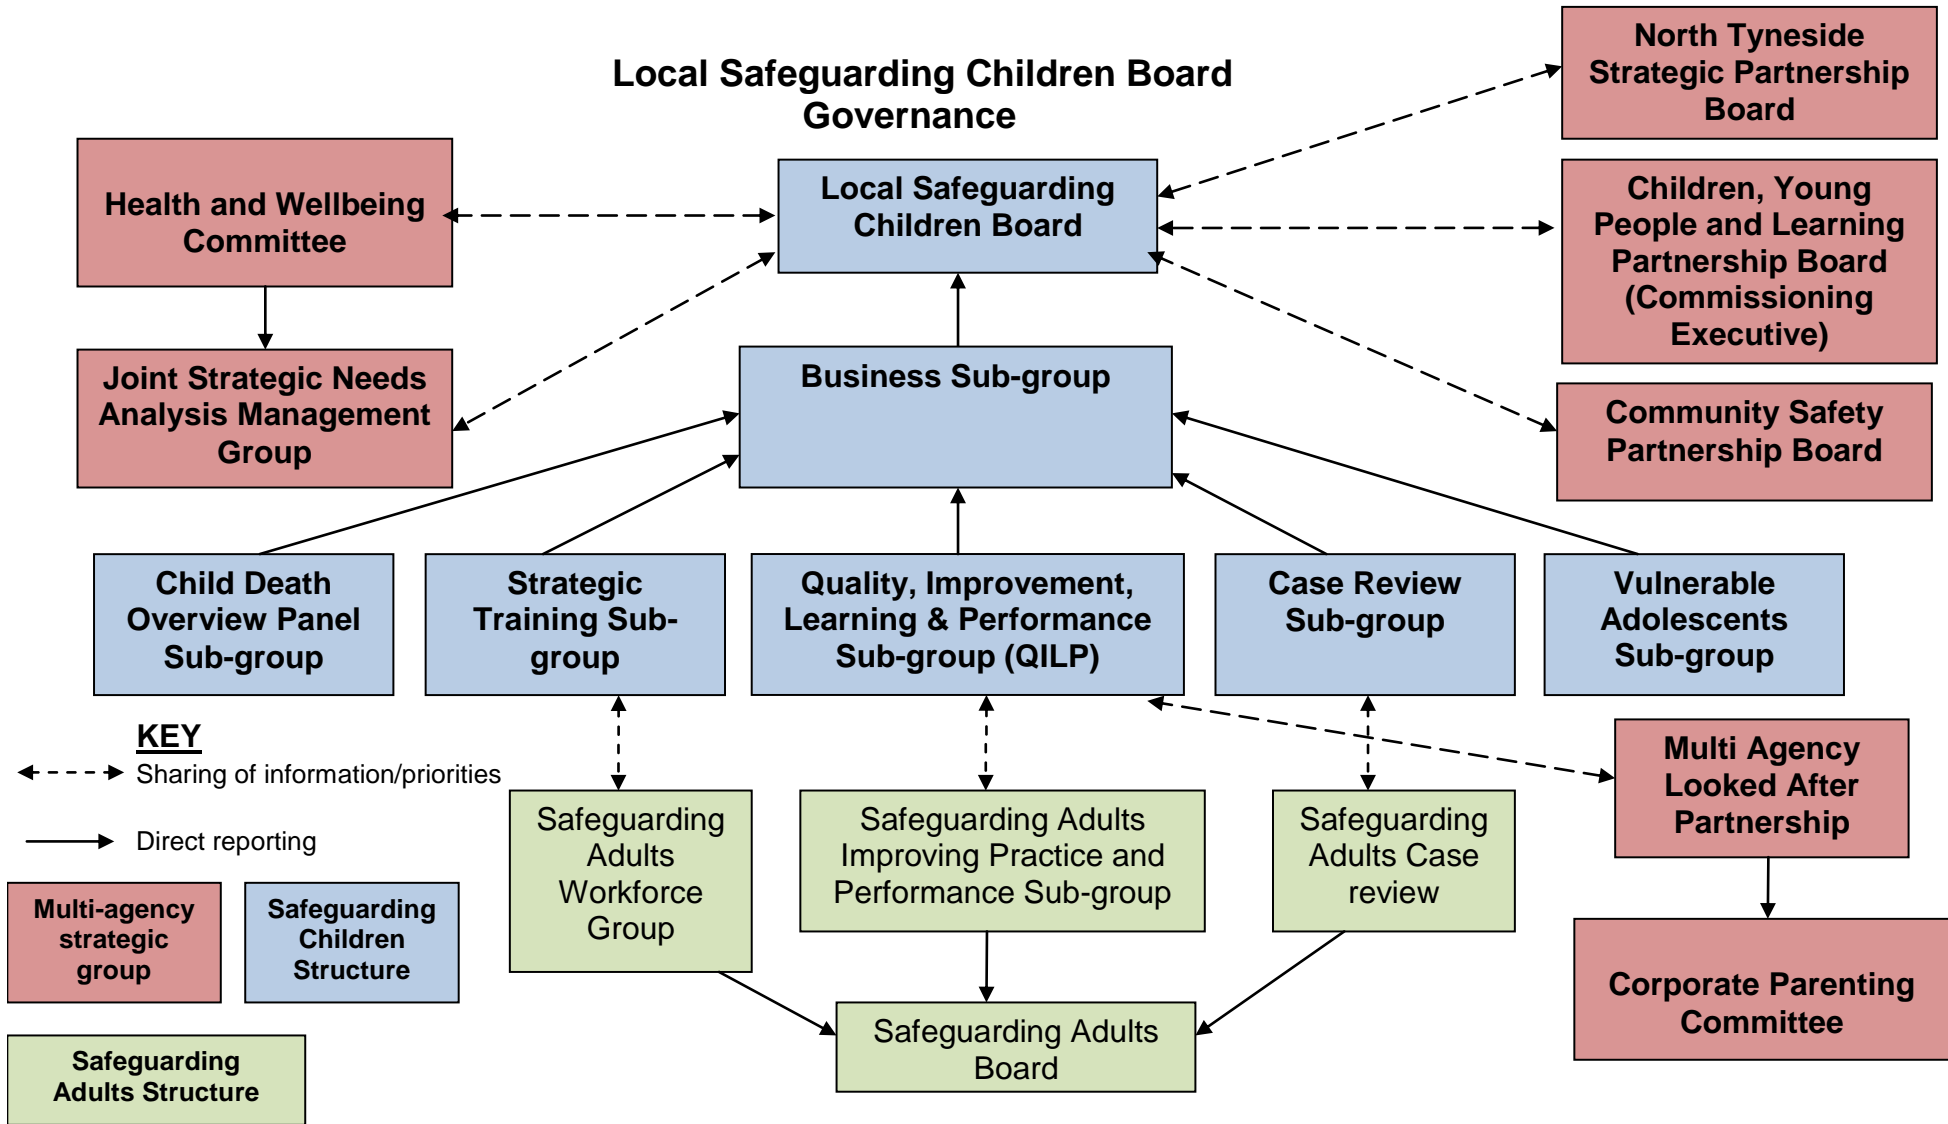 Local Safeguarding Children Board
Governance
North Tyneside
Strategic Partnership
Board
Health and Wellbeing
Committee
Local Safeguarding
Children Board
Children, Young
People and Learning
Partnership Board
(Commissioning
Executive)
Joint Strategic Needs
Analysis Management
Group
Business Sub-group
Community Safety
Partnership Board
Child Death
Overview Panel
Sub-group
Strategic
Training Sub-
group
Quality, Improvement,
Learning & Performance
Sub-group (QILP)
Case Review
Sub-group
Vulnerable
Adolescents
Sub-group
KEY
Sharing of information/priorities
Direct reporting
Multi-agency
strategic
group
Safeguarding
Children
Structure
Safeguarding
Adults Structure
Safeguarding
Adults
Workforce
Group
Safeguarding Adults
Improving Practice and
Performance Sub-group
Safeguarding
Adults Case
review
Multi Agency
Looked After
Partnership
Safeguarding Adults
Board
Corporate Parenting
Committee